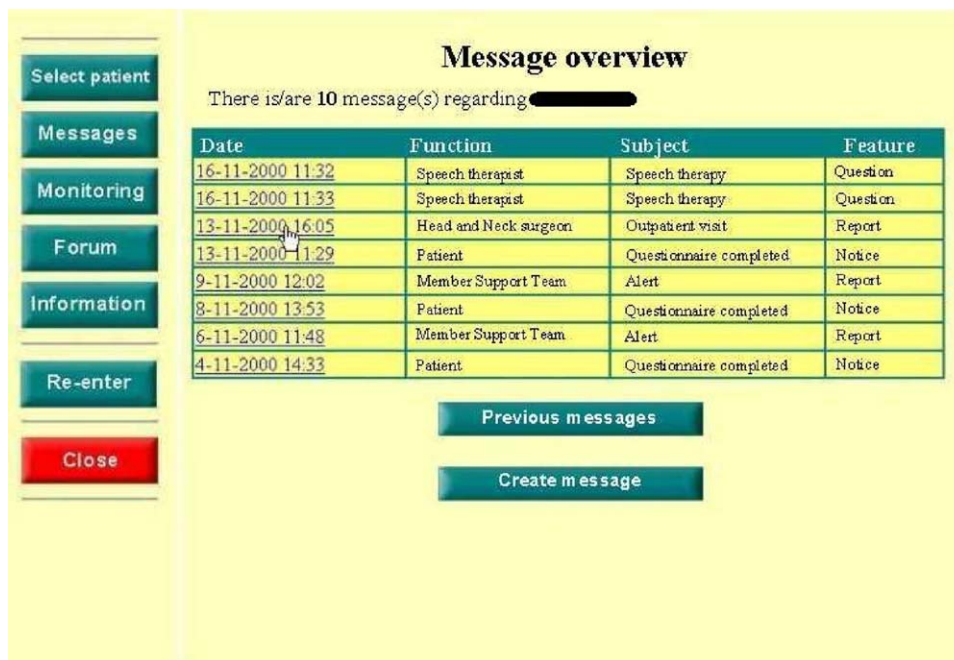 Select patient
Messages
Monitoring
Forum
Information
Re-enter
Close
Message overview
There is/are 10 message(s) regarding
Date Function Subject Feature
16-11-2000 11:32 Speech therapist Speech therapy Question
16-11-2000 11:33 Speech therapist Speech therapy Question
13-11-2000 16:05 Head and Neck surgeon Outpatient visit Report
13-11-2000 11:29 Patient Questionnaire completed Notice
9-11-2000 12:02 Member Support Team Alert Report
8-11-2000 13:53 Patient Questionnaire completed Notice
6-11-2000 11:48 Member Support Team Alert Report
4-11-2000 14:33 Patient Questionnaire completed Notice
Previous messages
Create message